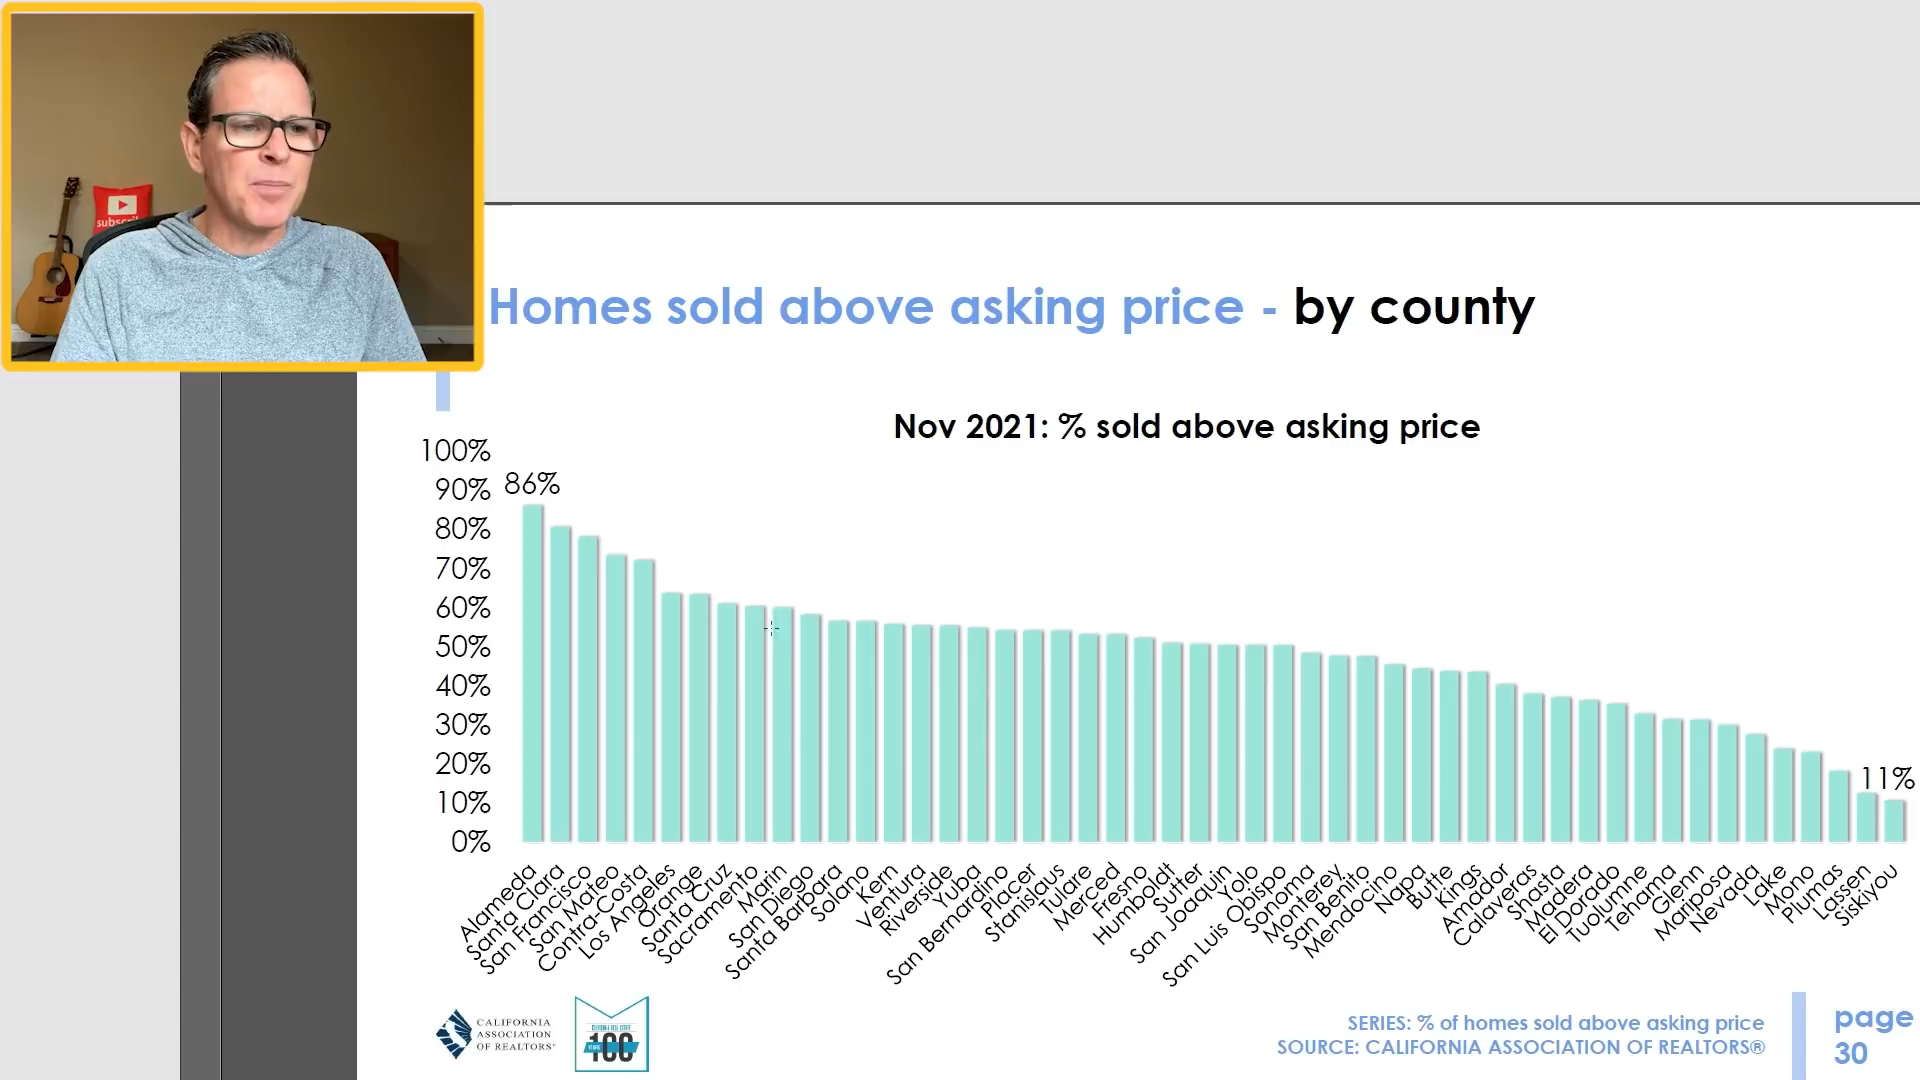 Homes sold above asking price - by county
Nov 2021: % sold above asking price
100%
90%
80%
70%
60%
50%
40%
30%
20%
10%
0%
86%
11%
Alameda
Santa Clara
San Francisco
San Mateo
Contra-Costa
Los Angeles
Orange
Santa Cruz
Sacramento
Marin
San Diego
Santa Barbara
Solano
Kern
Ventura
Riverside
Yuba
San Bernardino
Placer
Stanislaus
Tulare
Merced
Fresno
Humboldt
Sutter
San Joaquin
Yolo
San Luis Obispo
Sonoma
Monterey
San Benito
Mendocino
Napa
Butte
Kings
Amador
Calaveras
Shasta
Madera
El Dorado
Tuolumne
Tehama
Glenn
Mariposa
Nevada
Lake
Mono
Plumas
Lassen
Siskiyou
CALIFORNIA
ASSOCIATION
OF REALTORS®
100
YEARS
SERIES: % of homes sold above asking price
SOURCE: CALIFORNIA ASSOCIATION OF REALTORS®
page
30